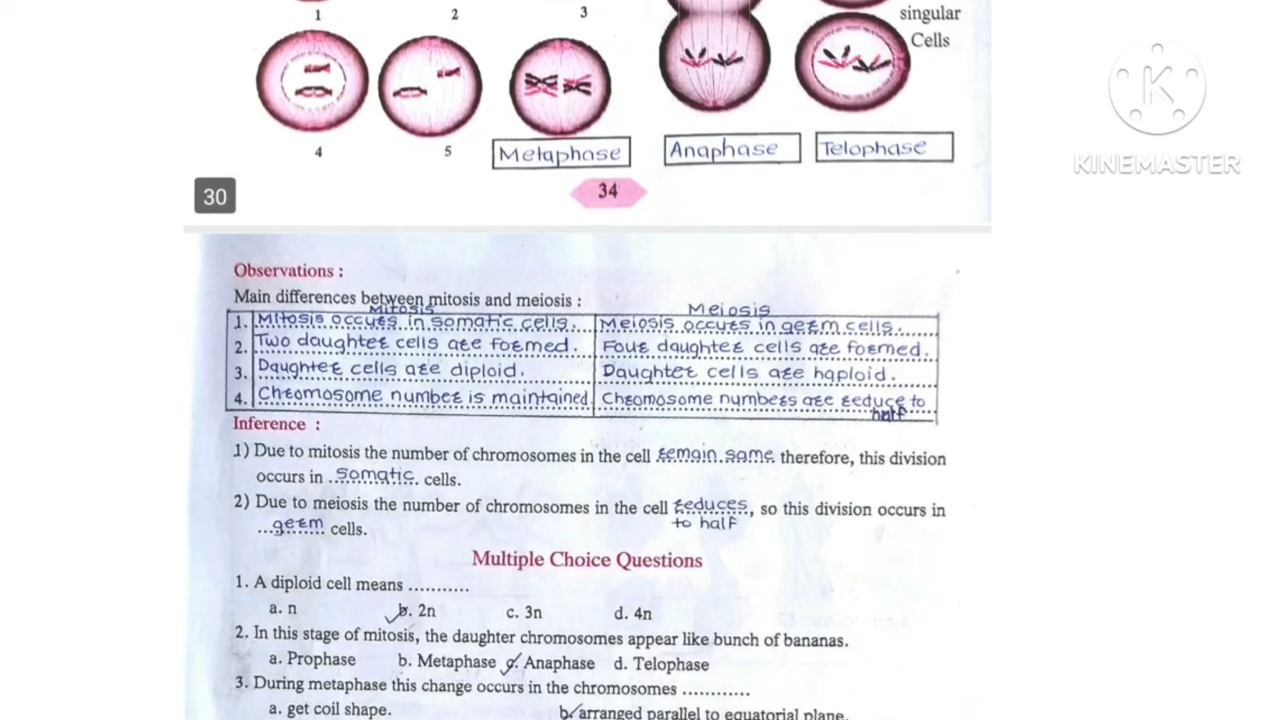 1 2 3
singular
Cells
K
KINEMASTER
4 5
Metaphase Anaphase Telophase
30
34
Observations :
Main differences between mitosis and meiosis :
Mitosis Meiosis
1. Mitosis occurs in somatic cells. Meiosis occurs in germ cells.
2. Two daughter cells are formed. Four daughter cells are formed.
3. Daughter cells are diploid. Daughter cells are haploid.
4. Chromosome number is maintained. Chromosome numbers are reduce to
half
Inference :
1) Due to mitosis the number of chromosomes in the cell remain same therefore, this division
occurs in somatic cells.
2) Due to meiosis the number of chromosomes in the cell reduces, so this division occurs in
to half
germ cells.
Multiple Choice Questions
1. A diploid cell means ...........
a. n b. 2n c. 3n d. 4n
2. In this stage of mitosis, the daughter chromosomes appear like bunch of bananas.
a. Prophase b. Metaphase c. Anaphase d. Telophase
3. During metaphase this change occurs in the chromosomes ............
a. get coil shape. b. arranged parallel to equatorial plane.